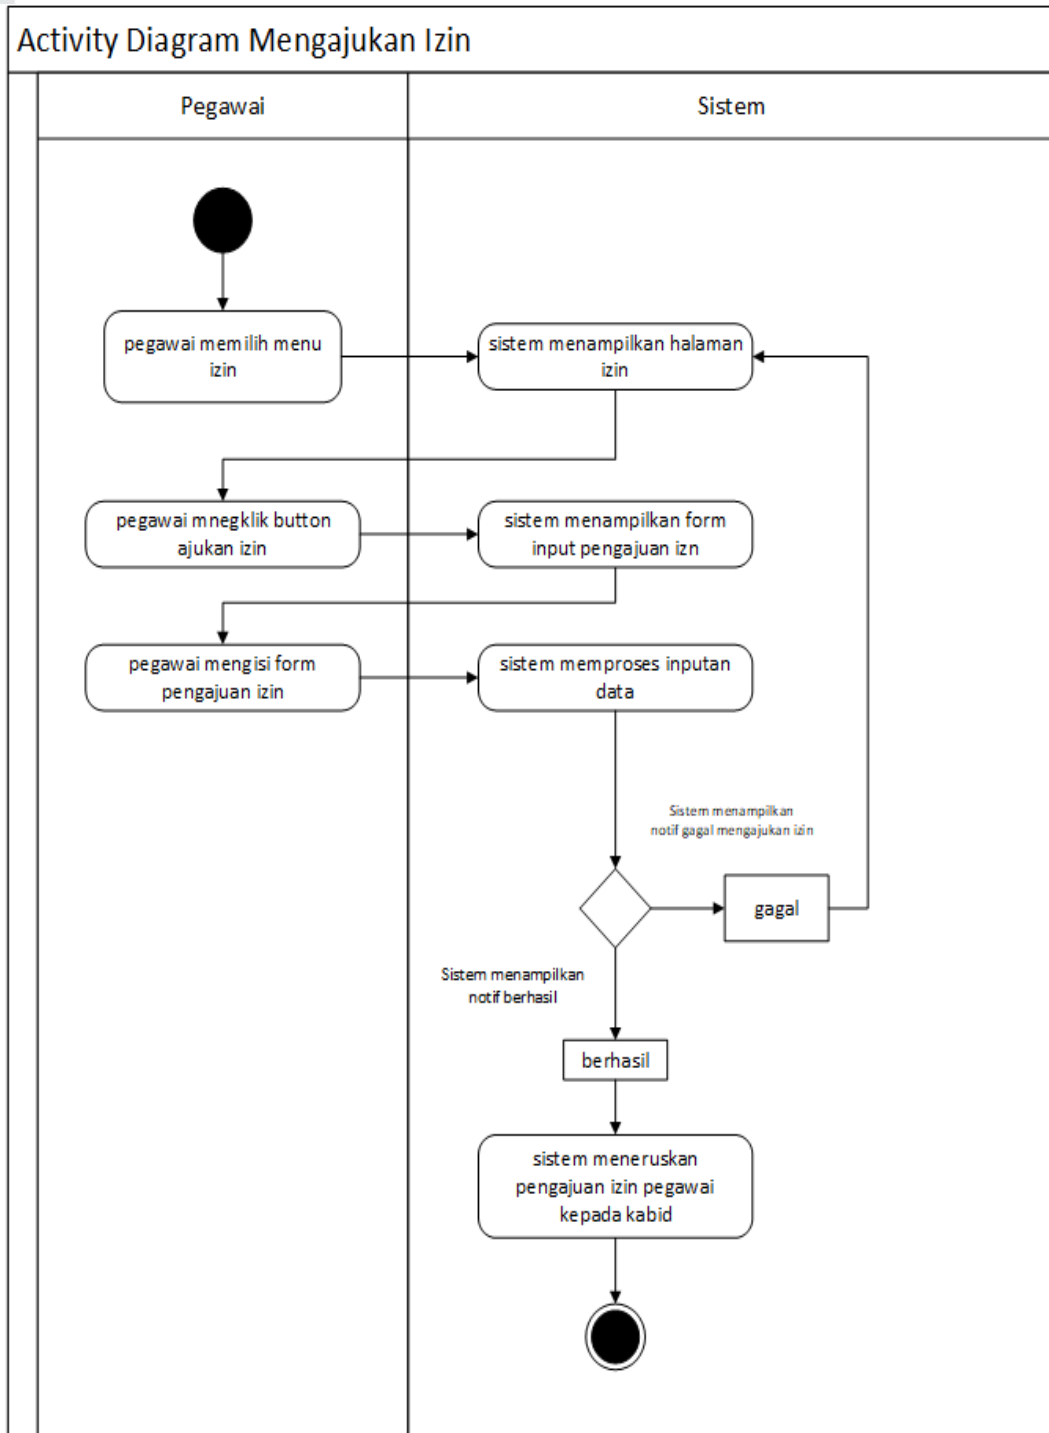 Activity Diagram Mengajukan Izin
Pegawai
Sistem
pegawai memilih menu
izin
sistem menampilkan halaman
izin
pegawai mnegklik button
ajukan izin
sistem menampilkan form
input pengajuan izn
pegawai mengisi form
pengajuan izin
sistem memproses inputan
data
Sistem menampilkan
notif gagal mengajukan izin
gagal
Sistem menampilkan
notif berhasil
berhasil
sistem meneruskan
pengajuan izin pegawai
kepada kabid